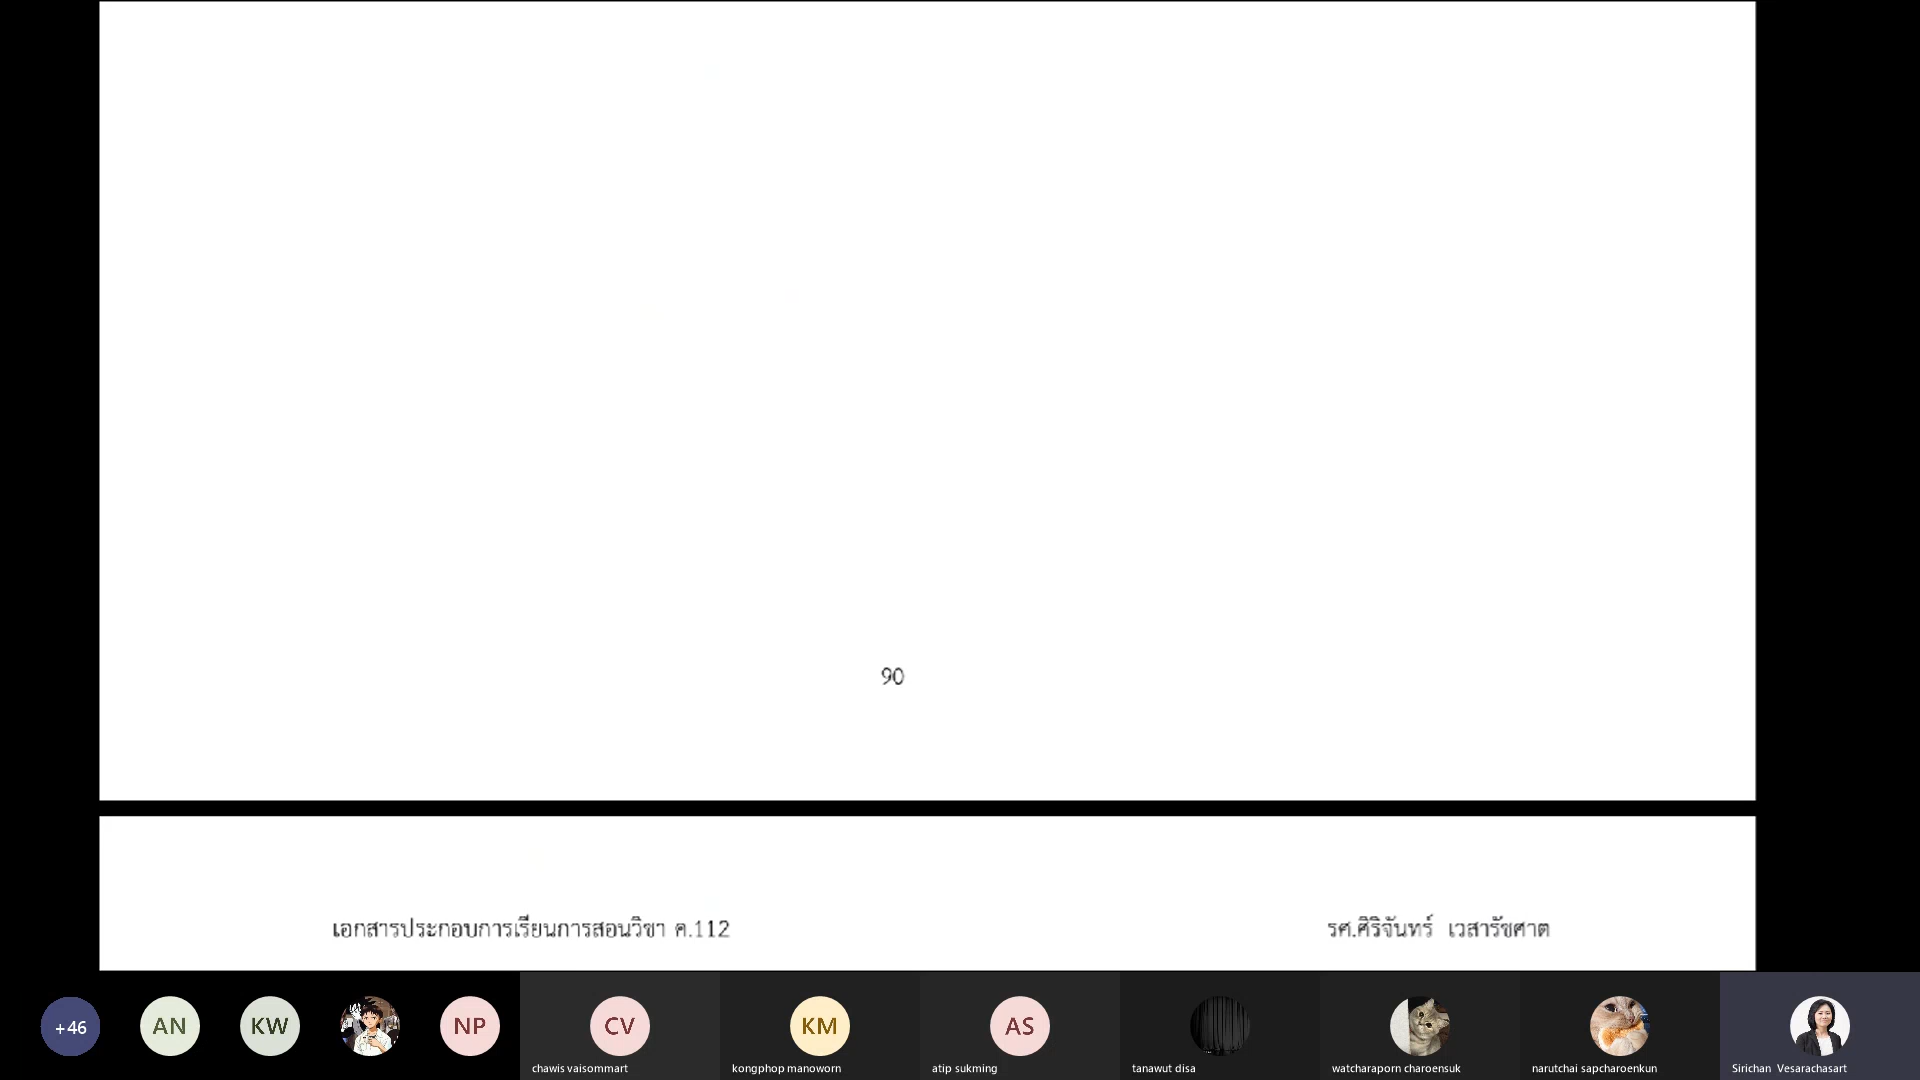 90
เอกสารประกอบการเรียนการสอนวิชา ค.112 รศ.ศิริจันทร์ เวสารัชศาต
+46
AN
KW
NP
CV
KM
AS
chawis vaisommart
kongphop manoworn
atip sukming
tanawut disa
watcharaporn charoensuk
narutchai sapcharoenkun
Sirichan Vesarachasart